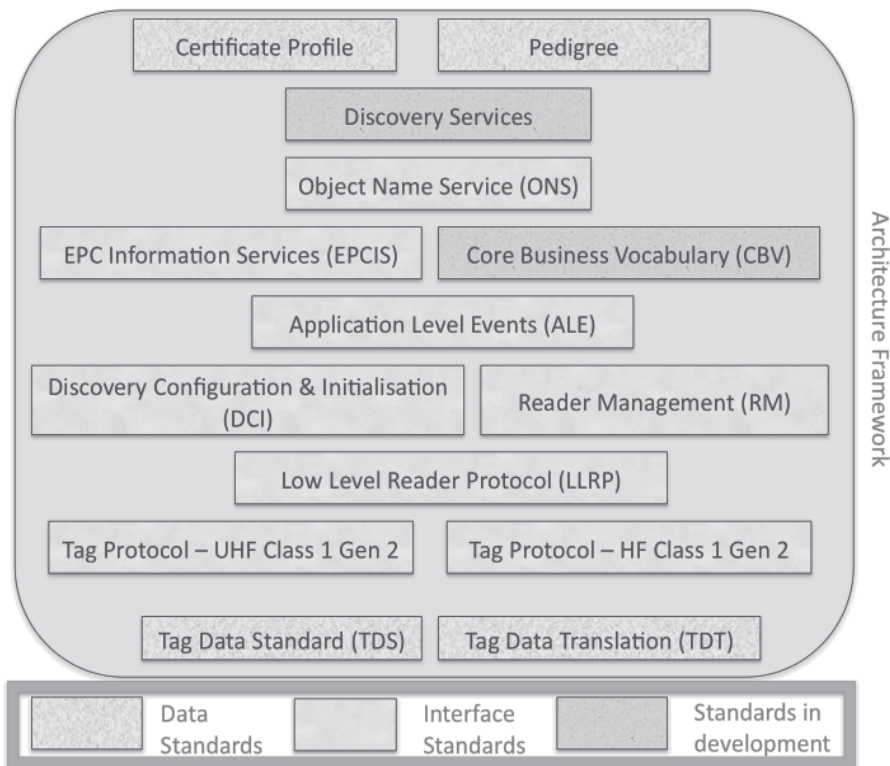 Certificate Profile
Pedigree
Discovery Services
Object Name Service (ONS)
EPC Information Services (EPCIS)
Core Business Vocabulary (CBV)
Application Level Events (ALE)
Discovery Configuration & Initialisation
(DCI)
Reader Management (RM)
Low Level Reader Protocol (LLRP)
Tag Protocol – UHF Class 1 Gen 2
Tag Protocol – HF Class 1 Gen 2
Tag Data Standard (TDS)
Tag Data Translation (TDT)
Architecture Framework
Data
Standards
Interface
Standards
Standards in
development